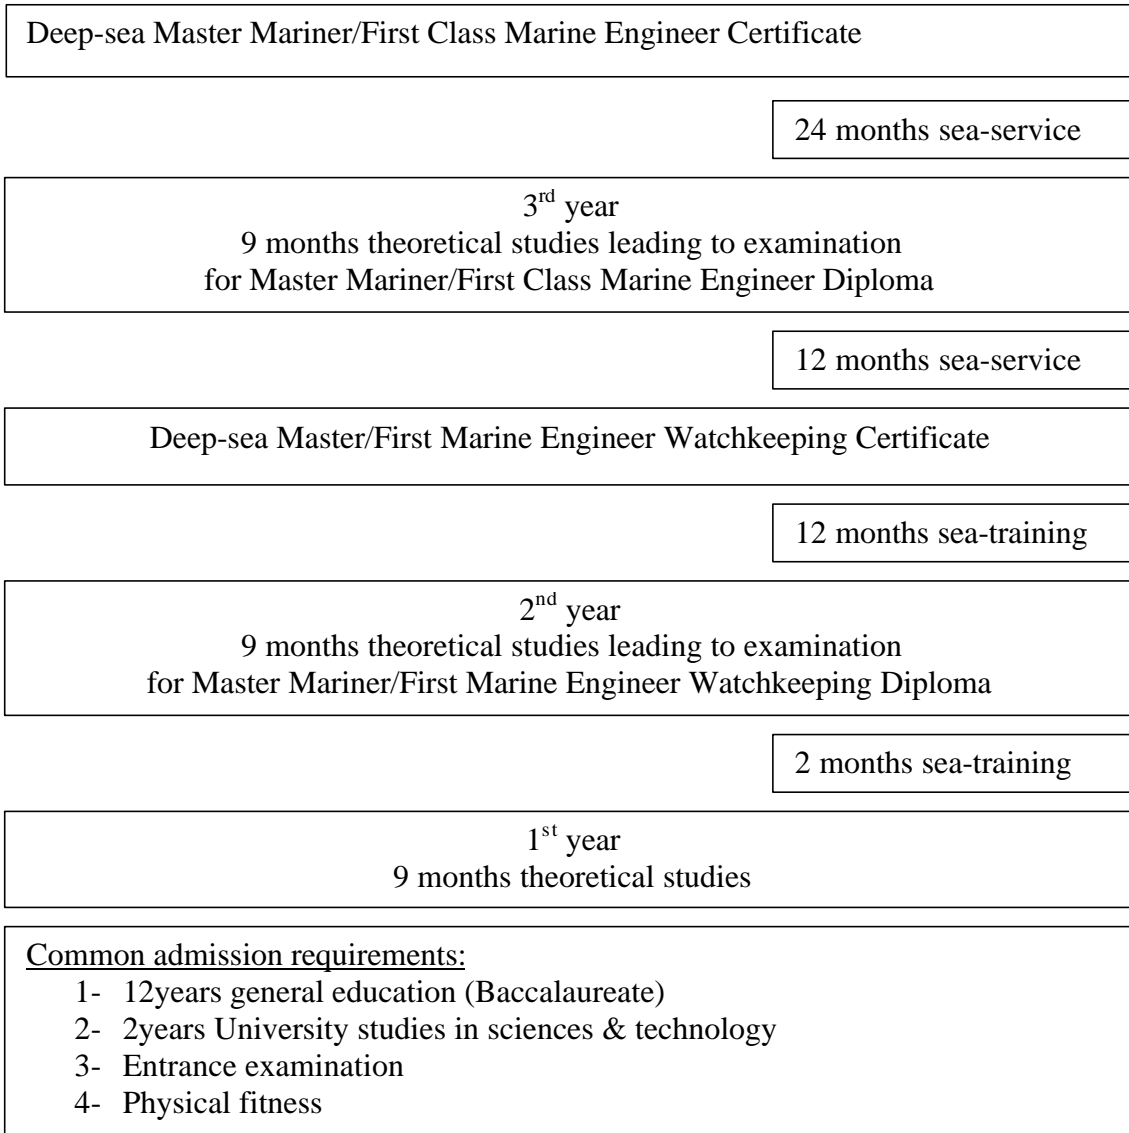 Deep-sea Master Mariner/First Class Marine Engineer Certificate
24 months sea-service
3rd year
9 months theoretical studies leading to examination
for Master Mariner/First Class Marine Engineer Diploma
12 months sea-service
Deep-sea Master/First Marine Engineer Watchkeeping Certificate
12 months sea-training
2nd year
9 months theoretical studies leading to examination
for Master Mariner/First Marine Engineer Watchkeeping Diploma
2 months sea-training
1st year
9 months theoretical studies
Common admission requirements:
1- 12years general education (Baccalaureate)
2- 2years University studies in sciences & technology
3- Entrance examination
4- Physical fitness